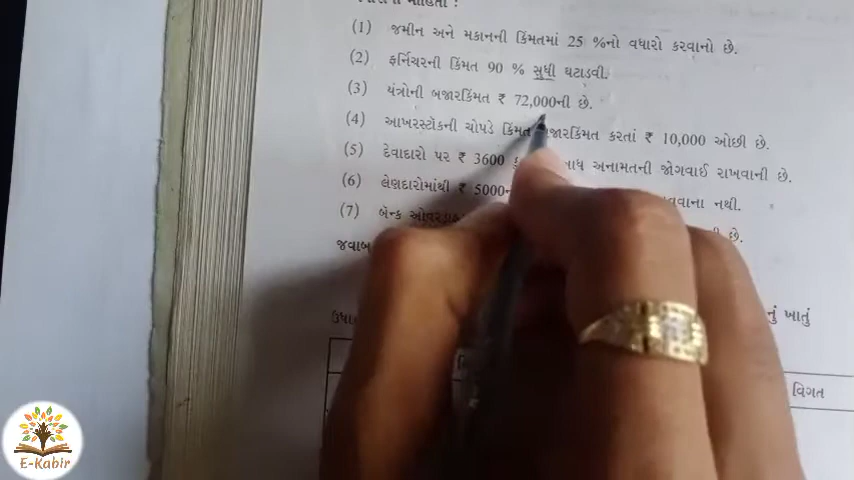 માહિતી :
(1) જમીન અને મકાનની કિંમતમાં 25 %નો વધારો કરવાનો છે.
(2) ફર્નિચરની કિંમત 90 % સુધી ઘટાડવી.
(3) યંત્રોની બજારકિંમત ₹ 72,000ની છે.
(4) આખરસ્ટૉકની ચોપડે કિંમત બજારકિંમત કરતાં ₹ 10,000 ઓછી છે.
(5) દેવાદારો પર ₹ 3600 અનામતની જોગવાઈ રાખવાની છે.
(6) લેણદારોમાંથી ₹ 5000 નથી.
(7) બૅન્ક છે.
જવાબ
ખાતું
વિગત
E-Kabir